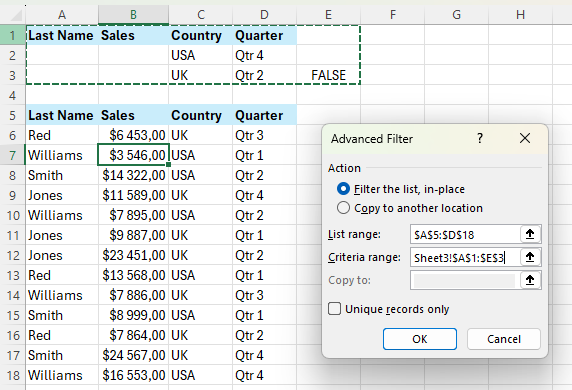 A B C D E F G H
1 Last Name Sales Country Quarter
2 USA Qtr 4
3 UK Qtr 2 FALSE
4
5 Last Name Sales Country Quarter
6 Red $6 453,00 UK Qtr 3
7 Williams $3 546,00 USA Qtr 1
8 Smith $14 322,00 USA Qtr 2
9 Jones $11 589,00 UK Qtr 4
10 Williams $7 895,00 USA Qtr 2
11 Jones $9 887,00 UK Qtr 1
12 Jones $23 451,00 UK Qtr 2
13 Red $13 568,00 USA Qtr 1
14 Williams $7 886,00 UK Qtr 3
15 Smith $8 999,00 USA Qtr 1
16 Red $7 864,00 UK Qtr 2
17 Smith $24 567,00 UK Qtr 4
18 Williams $16 553,00 USA Qtr 4
Advanced Filter ? X
Action
Filter the list, in-place
Copy to another location
List range: $A$5:$D$18
Criteria range: Sheet3!$A$1:$E$3
Copy to:
Unique records only
OK Cancel